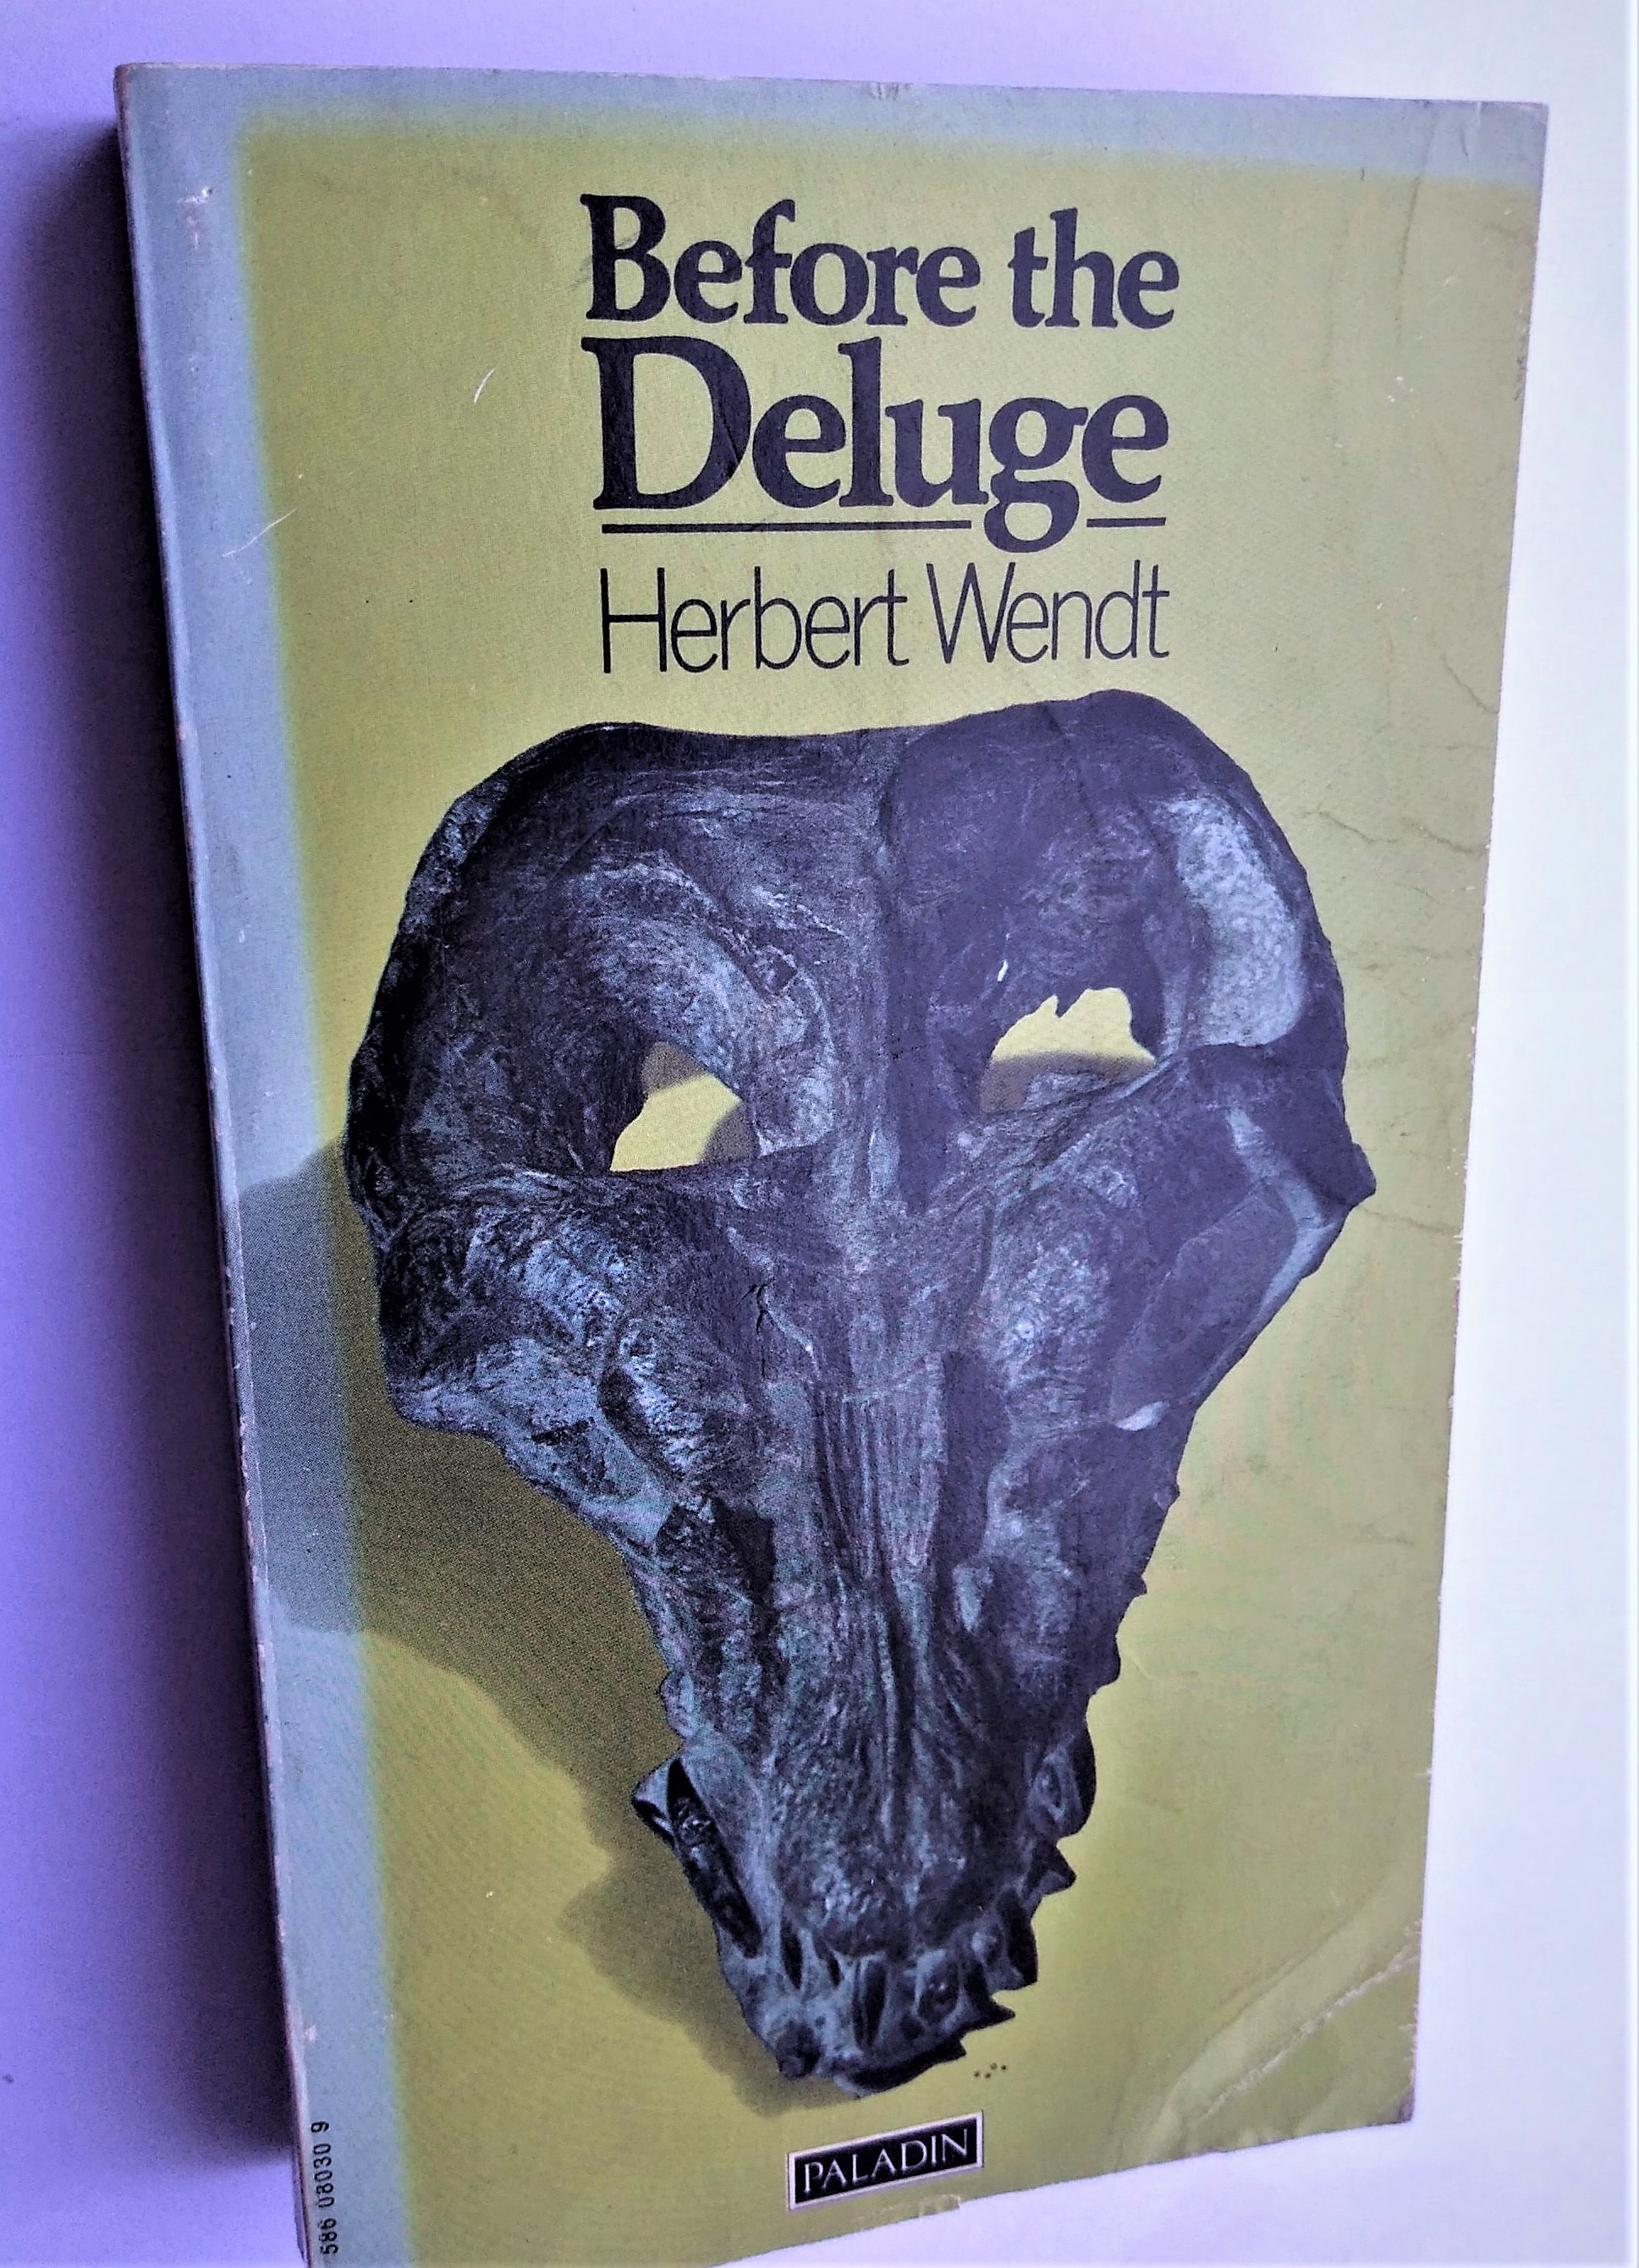 Before the
Deluge
Herbert Wendt
PALADIN
586 08030 9